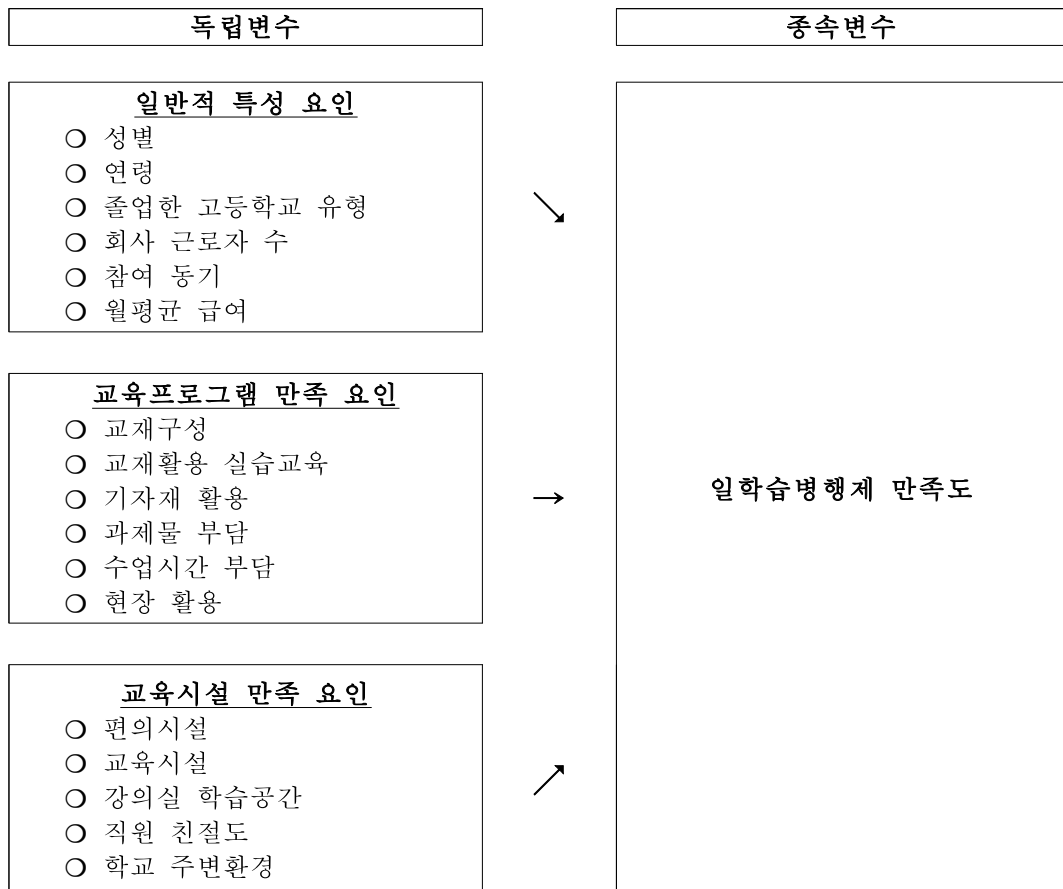 독립변수
종속변수
일반적 특성 요인
❍ 성별
❍ 연령
❍ 졸업한 고등학교 유형
❍ 회사 근로자 수
❍ 참여 동기
❍ 월평균 급여
↘
교육프로그램 만족 요인
❍ 교재구성
❍ 교재활용 실습교육
❍ 기자재 활용
❍ 과제물 부담
❍ 수업시간 부담
❍ 현장 활용
→
일학습병행제 만족도
교육시설 만족 요인
❍ 편의시설
❍ 교육시설
❍ 강의실 학습공간
❍ 직원 친절도
❍ 학교 주변환경
↗